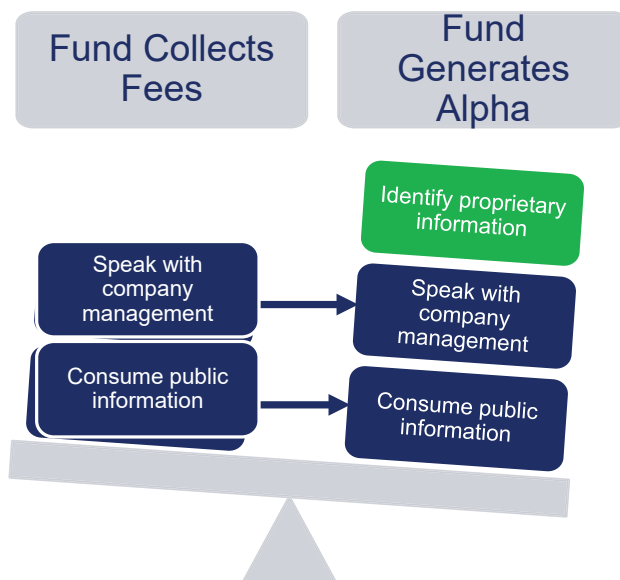 Fund Collects
Fees
Fund
Generates
Alpha
Identify proprietary
information
Speak with
company
management
Speak with
company
management
Consume public
information
Consume public
information